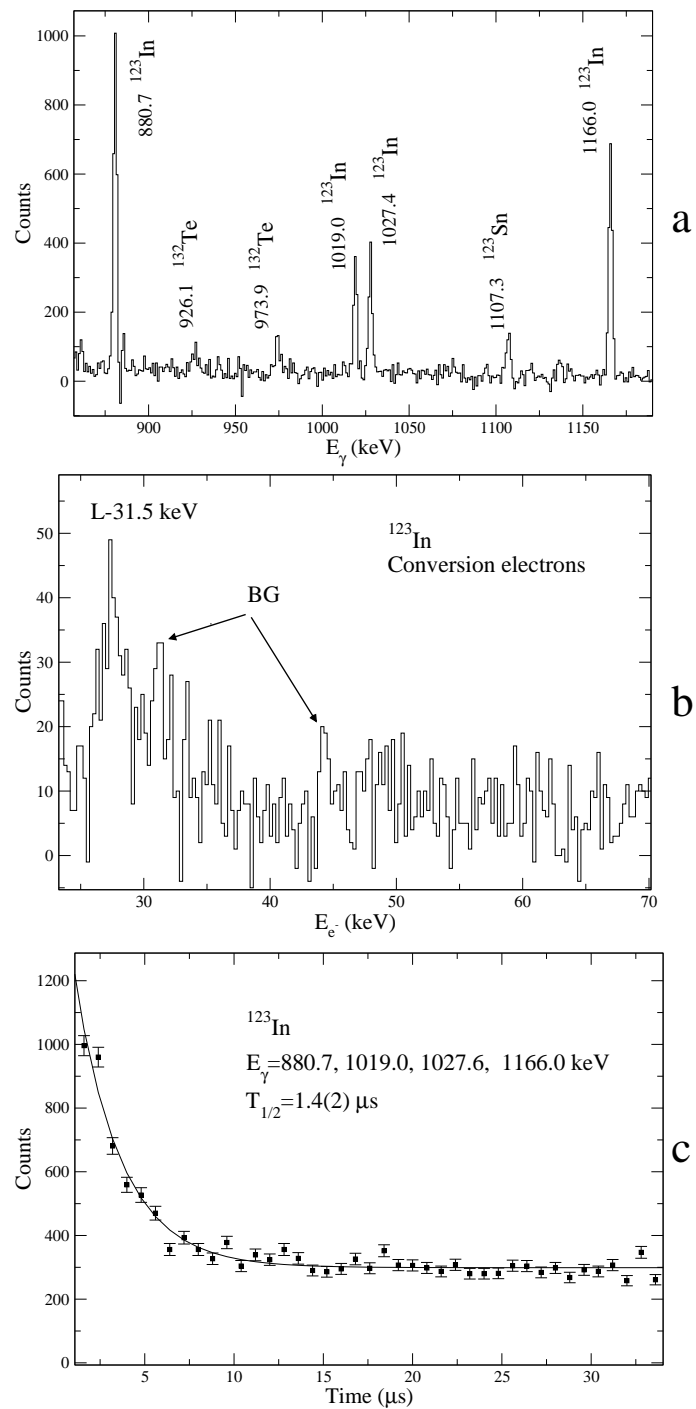 1000
800
600
400
200
0
Counts
880.7 ¹²³In
926.1 ¹³²Te
973.9 ¹³²Te
1019.0 ¹²³In
1027.4 ¹²³In
1107.3 ¹²³Sn
1166.0 ¹²³In
a
900 950 1000 1050 1100 1150
E_γ (keV)
50
40
30
20
10
0
Counts
L-31.5 keV
BG
¹²³In
Conversion electrons
b
30 40 50 60 70
E_e⁻ (keV)
1200
1000
800
600
400
200
0
Counts
¹²³In
E_γ=880.7, 1019.0, 1027.6, 1166.0 keV
T_1/2=1.4(2) μs
c
5 10 15 20 25 30
Time (μs)